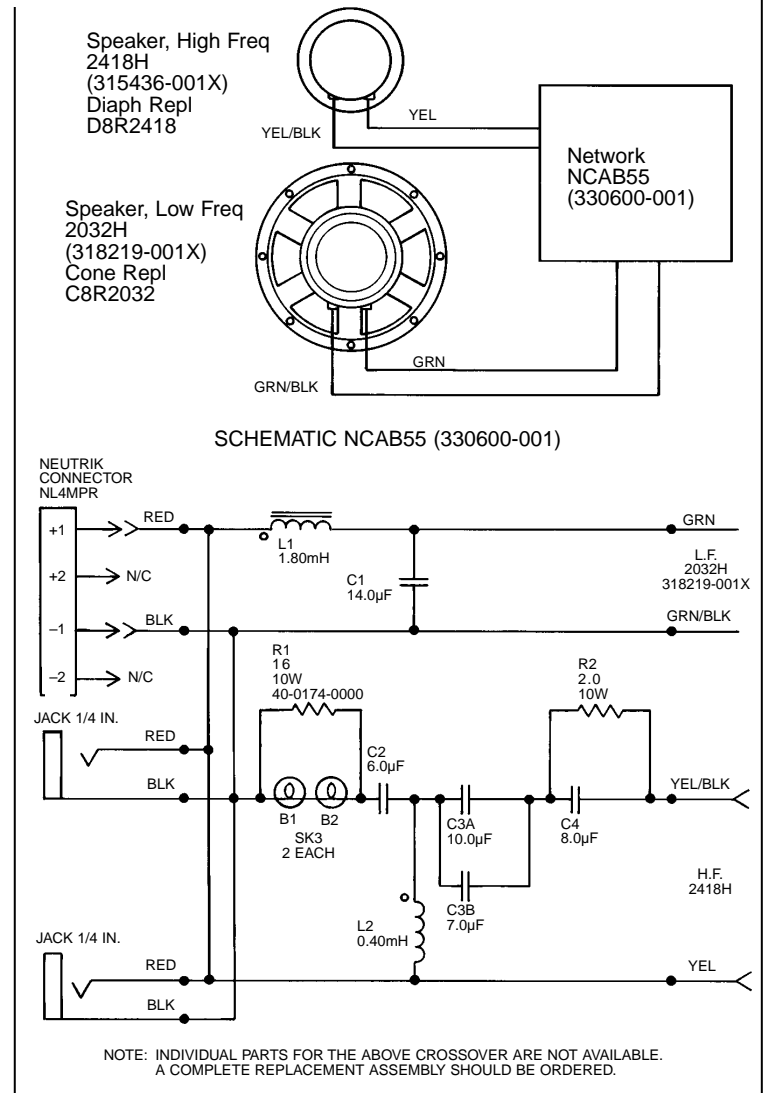 Speaker, High Freq
2418H
(315436-001X)
Diaph Repl
D8R2418
YEL/BLK
YEL
Network
NCAB55
(330600-001)
Speaker, Low Freq
2032H
(318219-001X)
Cone Repl
C8R2032
GRN
GRN/BLK
SCHEMATIC NCAB55 (330600-001)
NEUTRIK
CONNECTOR
NL4MPR
+1
RED
L1
1.80mH
GRN
+2
N/C
C1
14.0µF
L.F.
2032H
318219-001X
–1
BLK
GRN/BLK
–2
N/C
R1
16
10W
40-0174-0000
R2
2.0
10W
JACK 1/4 IN.
RED
BLK
B1
B2
SK3
2 EACH
C2
6.0µF
C3A
10.0µF
C4
8.0µF
YEL/BLK
C3B
7.0µF
H.F.
2418H
L2
0.40mH
JACK 1/4 IN.
RED
YEL
BLK
NOTE: INDIVIDUAL PARTS FOR THE ABOVE CROSSOVER ARE NOT AVAILABLE.
A COMPLETE REPLACEMENT ASSEMBLY SHOULD BE ORDERED.